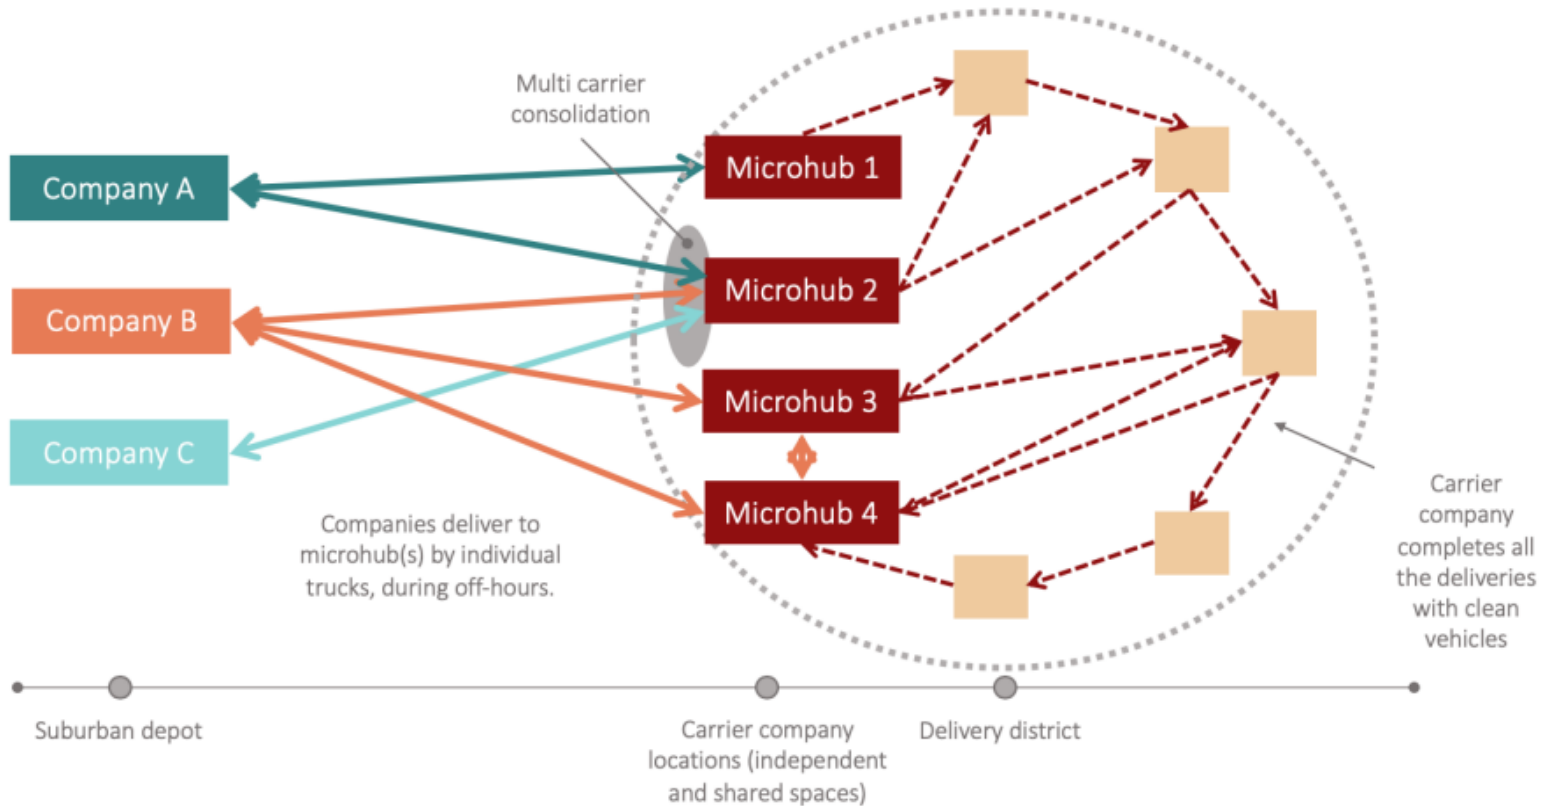 Multi carrier
consolidation
Company A
Company B
Company C
Microhub 1
Microhub 2
Microhub 3
Microhub 4
Companies deliver to
microhub(s) by individual
trucks, during off-hours.
Carrier
company
completes all
the deliveries
with clean
vehicles
Suburban depot
Carrier company
locations (independent
and shared spaces)
Delivery district